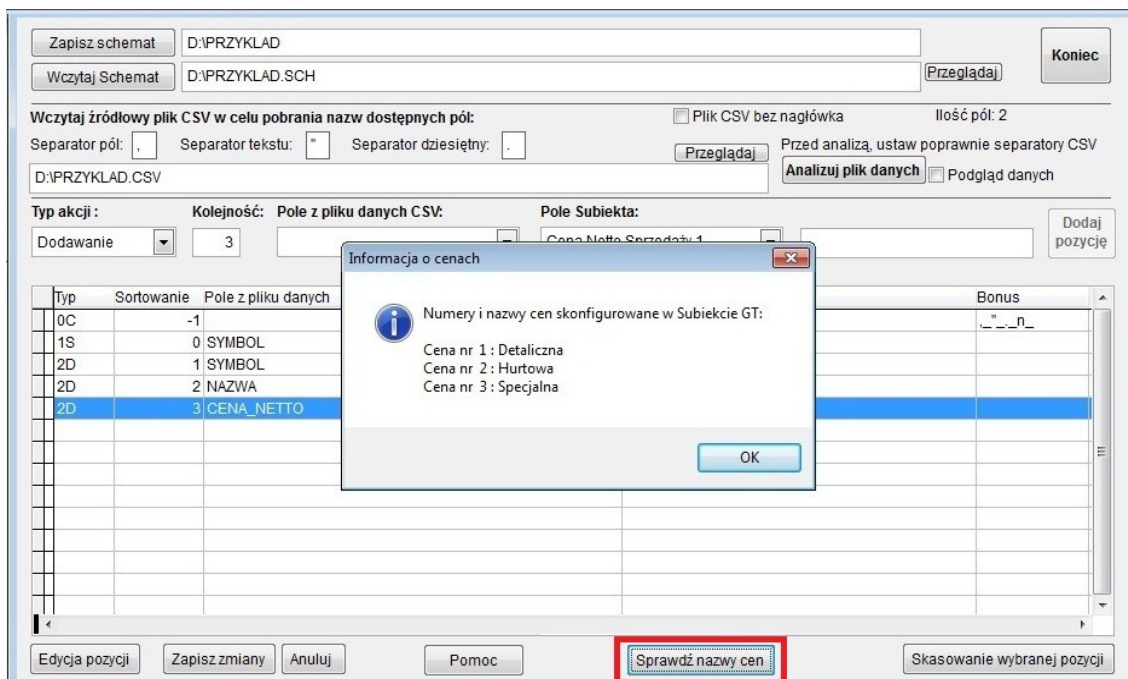 Zapisz schemat D:\PRZYKLAD
Koniec
Wczytaj Schemat D:\PRZYKLAD.SCH Przeglądaj
Wczytaj źródłowy plik CSV w celu pobrania nazw dostępnych pól: Plik CSV bez nagłówka Ilość pól: 2
Separator pól: , Separator tekstu: " Separator dziesiętny: . Przeglądaj Przed analizą, ustaw poprawnie separatory CSV
D:\PRZYKLAD.CSV Analizuj plik danych Podgląd danych
Typ akcji : Kolejność: Pole z pliku danych CSV: Pole Subiekta:
Dodawanie 3 Cena Netto Sprzedaży 1 Dodaj pozycję
Informacja o cenach
Numery i nazwy cen skonfigurowane w Subiekcie GT:
Cena nr 1 : Detaliczna
Cena nr 2 : Hurtowa
Cena nr 3 : Specjalna
OK
Typ Sortowanie Pole z pliku danych Bonus
0C -1 ,_"_._n_
1S 0 SYMBOL
2D 1 SYMBOL
2D 2 NAZWA
2D 3 CENA_NETTO
Edycja pozycji Zapisz zmiany Anuluj Pomoc Sprawdź nazwy cen Skasowanie wybranej pozycji